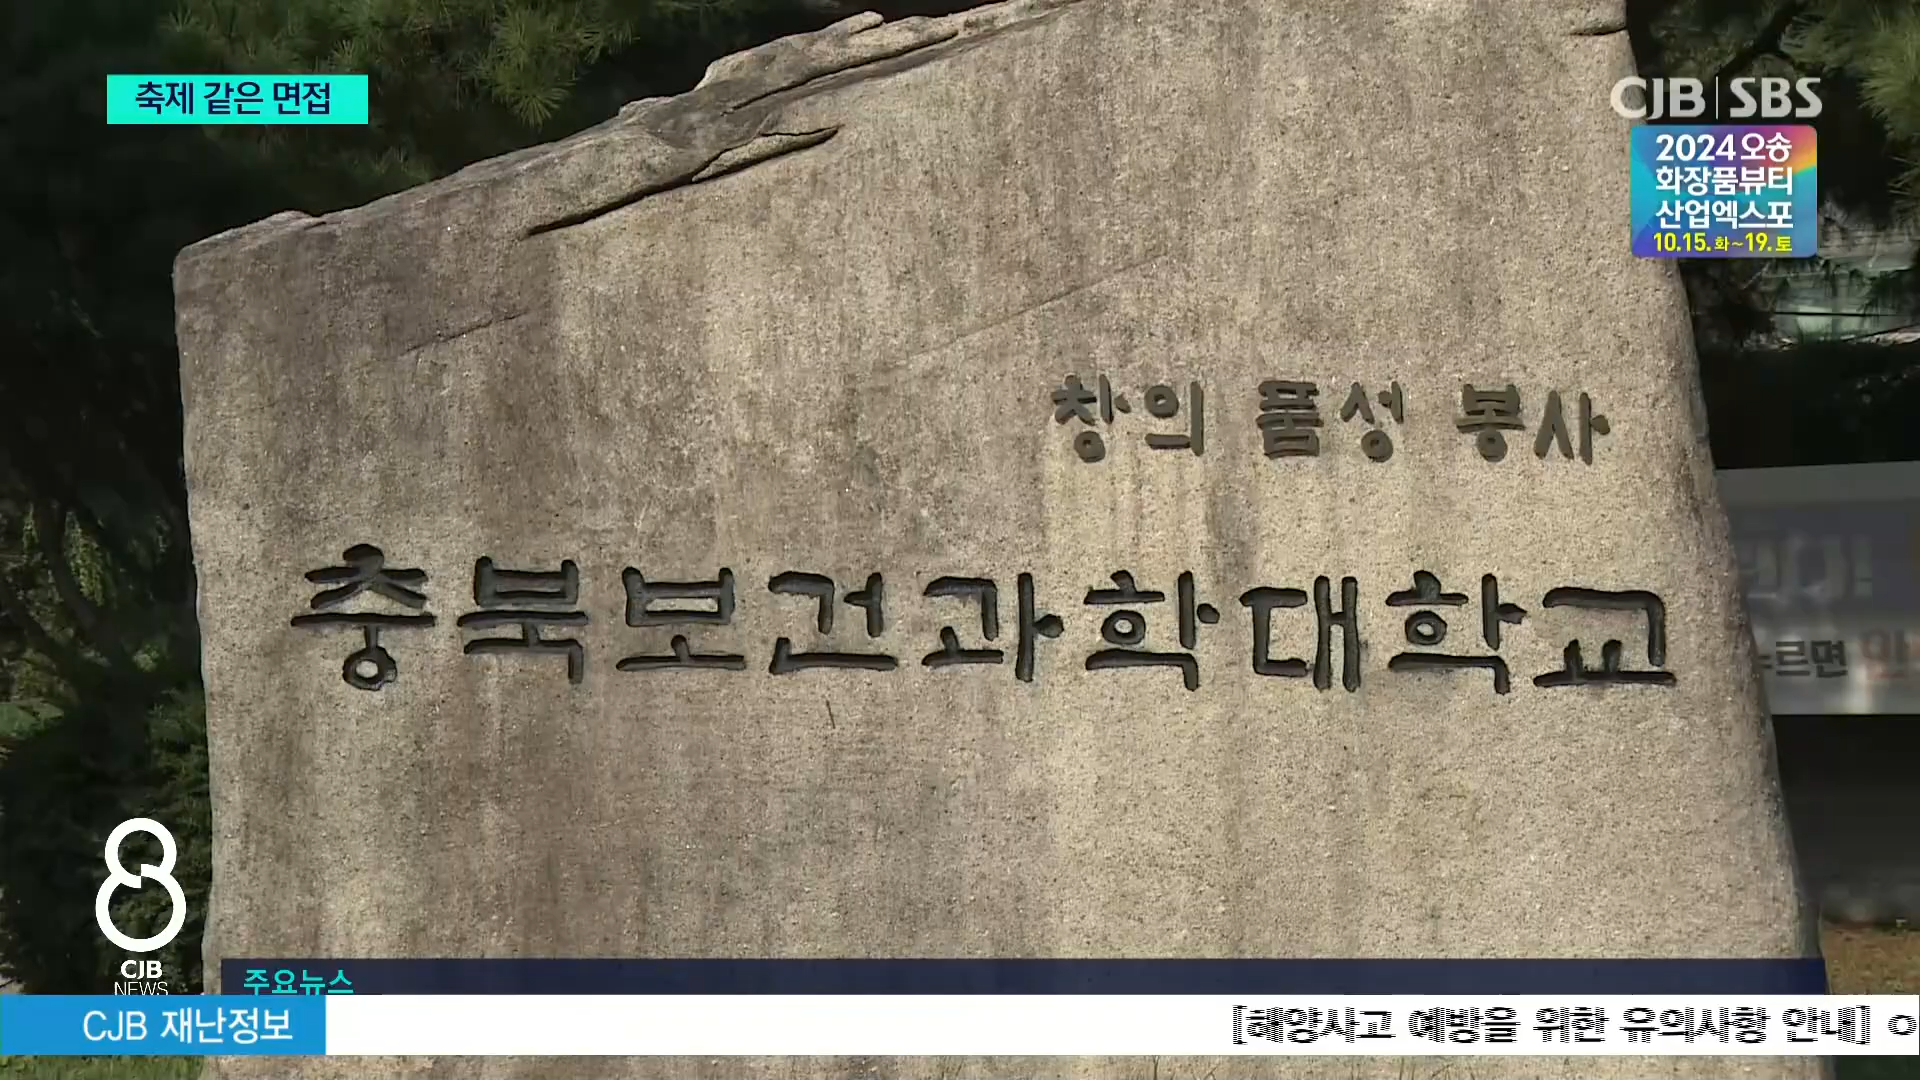 축제 같은 면접
CJB | SBS
2024 오송
화장품뷰티
산업엑스포
10.15.화~19.토
창의 품성 봉사
충북보건과학대학교
르면
8
CJB
NEWS
주요뉴스
CJB 재난정보
[해양사고 예방을 위한 유의사항 안내] ㅇ